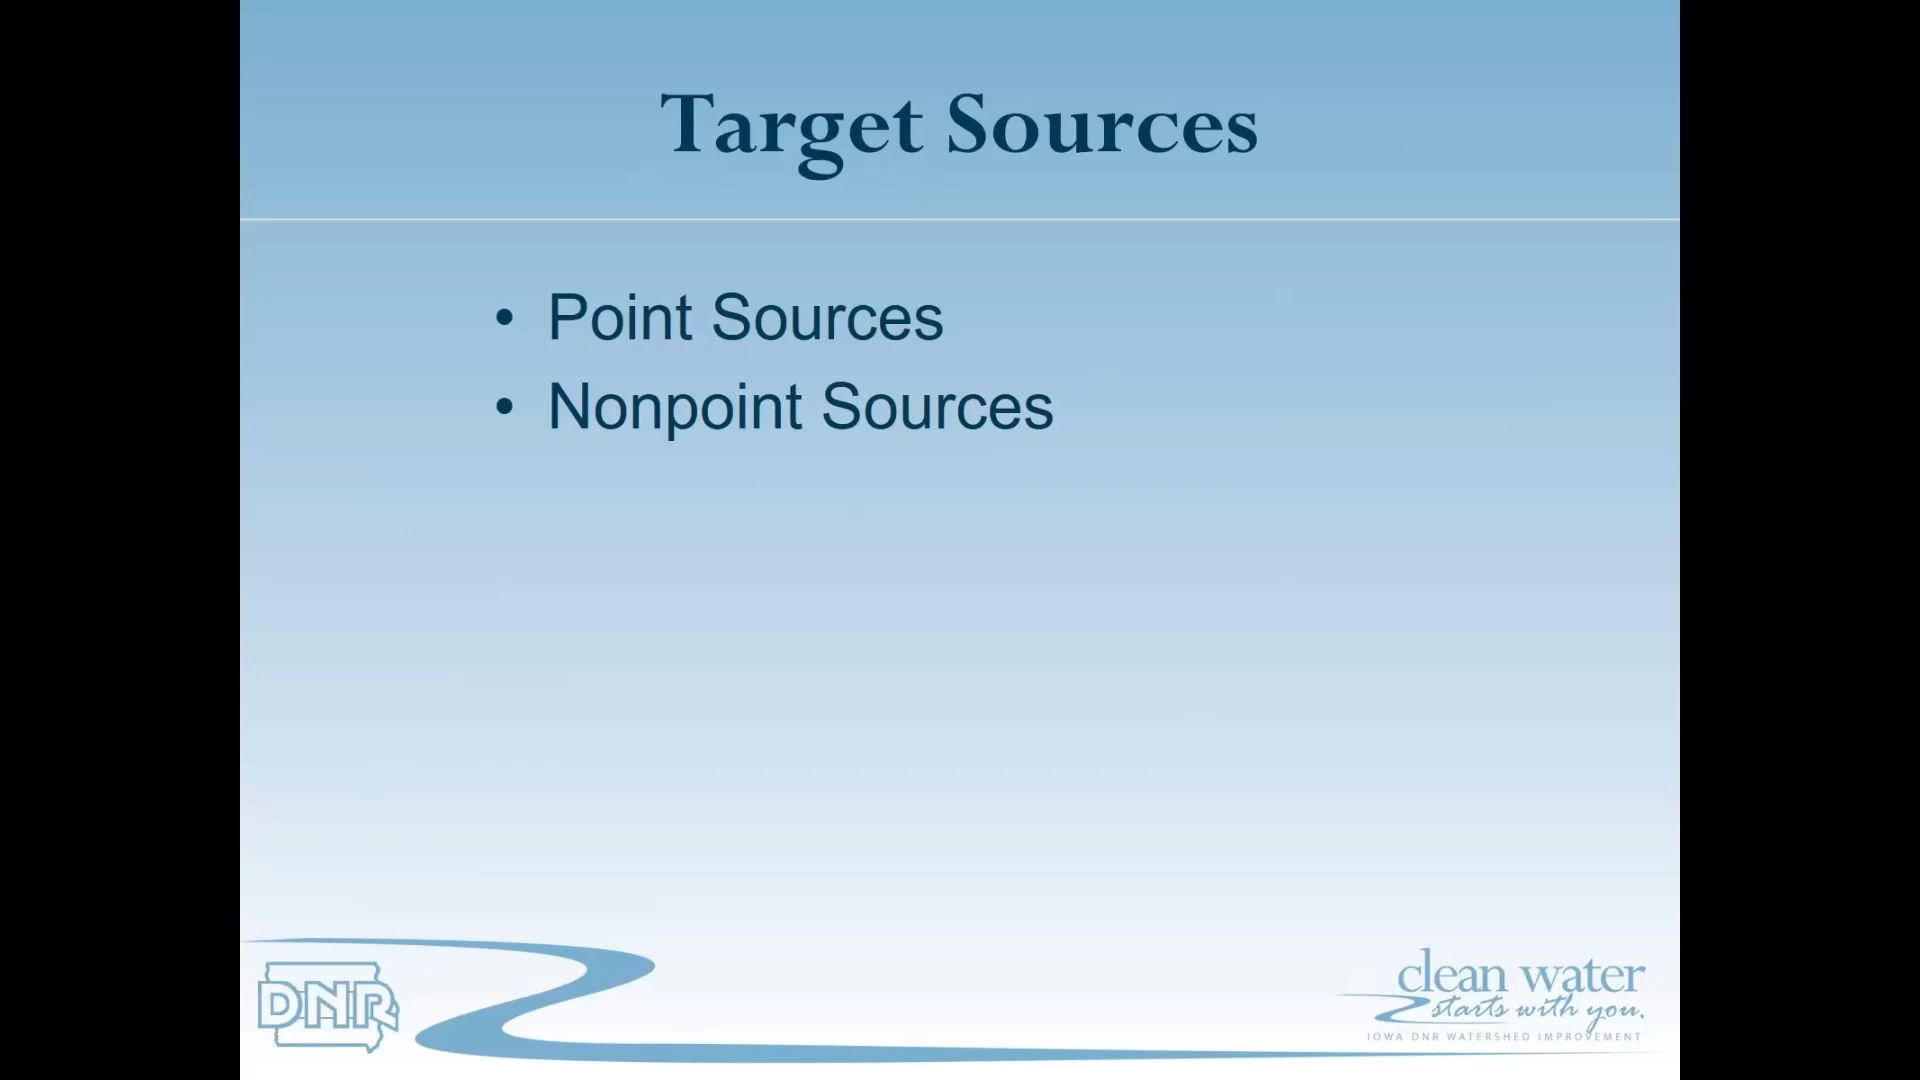 Target Sources
• Point Sources
• Nonpoint Sources
DNR
clean water
starts with you.
IOWA DNR WATERSHED IMPROVEMENT